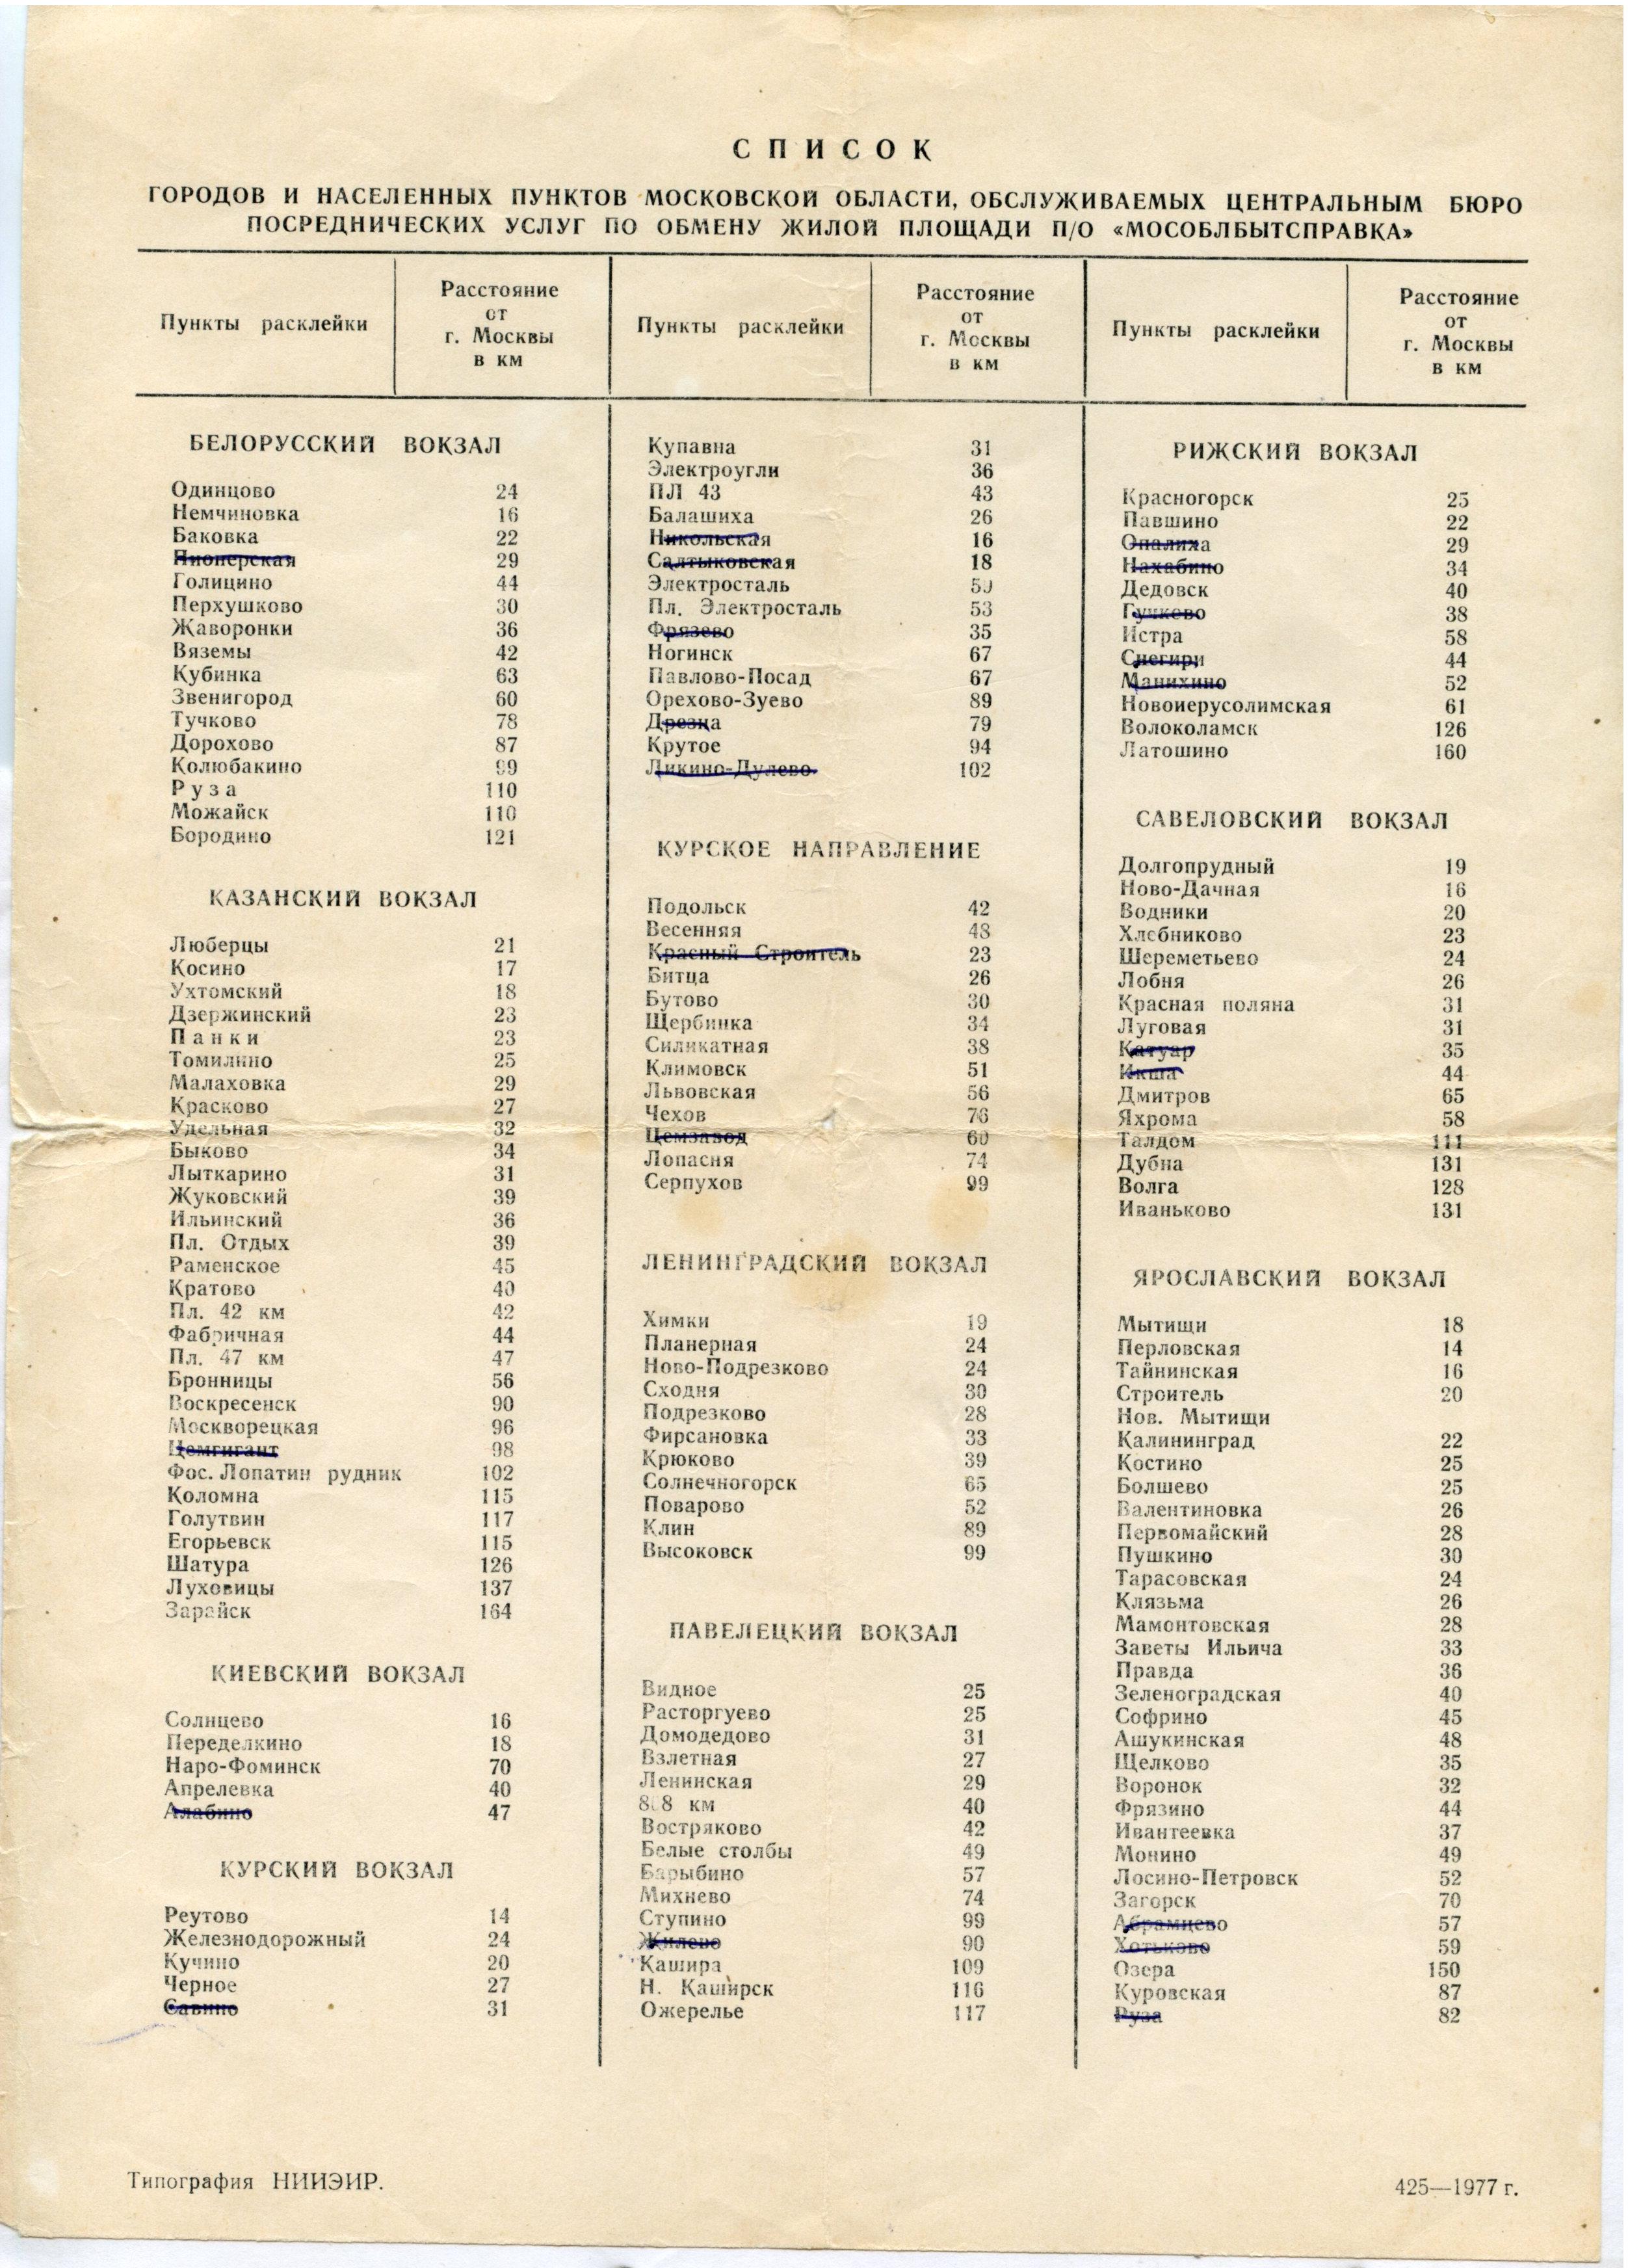 СПИСОК
ГОРОДОВ И НАСЕЛЕННЫХ ПУНКТОВ МОСКОВСКОЙ ОБЛАСТИ, ОБСЛУЖИВАЕМЫХ ЦЕНТРАЛЬНЫМ БЮРО
ПОСРЕДНИЧЕСКИХ УСЛУГ ПО ОБМЕНУ ЖИЛОЙ ПЛОЩАДИ П/О «МОСОБЛБЫТСПРАВКА»
Пункты расклейки
Расстояние
от
г. Москвы
в км
Пункты расклейки
Расстояние
от
г. Москвы
в км
Пункты расклейки
Расстояние
от
г. Москвы
в км
БЕЛОРУССКИЙ ВОКЗАЛ
Одинцово 24
Немчиновка 16
Баковка 22
Пионерская 29
Голицино 44
Перхушково 30
Жаворонки 36
Вяземы 42
Кубинка 63
Звенигород 60
Тучково 78
Дорохово 87
Колюбакино 99
Руза 110
Можайск 110
Бородино 121
КАЗАНСКИЙ ВОКЗАЛ
Люберцы 21
Косино 17
Ухтомский 18
Дзержинский 23
Панки 23
Томилино 25
Малаховка 29
Красково 27
Удельная 32
Быково 34
Лыткарино 31
Жуковский 39
Ильинский 36
Пл. Отдых 39
Раменское 45
Кратово 40
Пл. 42 км 42
Фабричная 44
Пл. 47 км 47
Бронницы 56
Воскресенск 90
Москворецкая 96
Цемгигант 98
Фос. Лопатин рудник 102
Коломна 115
Голутвин 117
Егорьевск 115
Шатура 126
Луховицы 137
Зарайск 164
КИЕВСКИЙ ВОКЗАЛ
Солнцево 16
Переделкино 18
Наро-Фоминск 70
Апрелевка 40
Алабино 47
КУРСКИЙ ВОКЗАЛ
Реутово 14
Железнодорожный 24
Кучино 20
Черное 27
Савино 31
Купавна 31
Электроугли 36
ПЛ 43 43
Балашиха 26
Никольская 16
Салтыковская 18
Электросталь
Пл. Электросталь 53
Фрязево 35
Ногинск 67
Павлово-Посад 67
Орехово-Зуево 89
Дрезна 79
Крутое 94
Ликино-Дулево 102
КУРСКОЕ НАПРАВЛЕНИЕ
Подольск 42
Весенняя 48
Красный Строитель 23
Битца 26
Бутово 30
Щербинка 34
Силикатная 38
Климовск 51
Львовская 56
Чехов 76
Цемзавод 60
Лопасня 74
Серпухов 99
ЛЕНИНГРАДСКИЙ ВОКЗАЛ
Химки 19
Планерная 24
Ново-Подрезково 24
Сходня 30
Подрезково 28
Фирсановка 33
Крюково 39
Солнечногорск 65
Поварово 52
Клин 89
Высоковск 99
ПАВЕЛЕЦКИЙ ВОКЗАЛ
Видное 25
Расторгуево 25
Домодедово 31
Взлетная 27
Ленинская 29
км 40
Востряково 42
Белые столбы 49
Барыбино 57
Михнево 74
Ступино 99
Жилево 90
Кашира 109
Н. Каширск 116
Ожерелье 117
РИЖСКИЙ ВОКЗАЛ
Красногорск 25
Павшино 22
Опалиха 29
Нахабино 34
Дедовск 40
Гучково 38
Истра 58
Снегири 44
Манихино 52
Новоиерусолимская 61
Волоколамск 126
Латошино 160
САВЕЛОВСКИЙ ВОКЗАЛ
Долгопрудный 19
Ново-Дачная 16
Водники 20
Хлебниково 23
Шереметьево 24
Лобня 26
Красная поляна 31
Луговая 31
Катуар 35
Икша 44
Дмитров 65
Яхрома 58
Талдом 111
Дубна 131
Волга 128
Иваньково 131
ЯРОСЛАВСКИЙ ВОКЗАЛ
Мытищи 18
Перловская 14
Тайнинская 16
Строитель 20
Нов. Мытищи
Калининград 22
Костино 25
Болшево 25
Валентиновка 26
Первомайский 28
Пушкино 30
Тарасовская 24
Клязьма 26
Мамонтовская 28
Заветы Ильича 33
Правда 36
Зеленоградская 40
Софрино 45
Ашукинская 48
Щелково 35
Воронок 32
Фрязино 44
Ивантеевка 37
Монино 49
Лосино-Петровск 52
Загорск 70
Абрамцево 57
Хотьково 59
Озера 150
Куровская 87
Руза 82
Типография НИИЭИР.
425—1977 г.